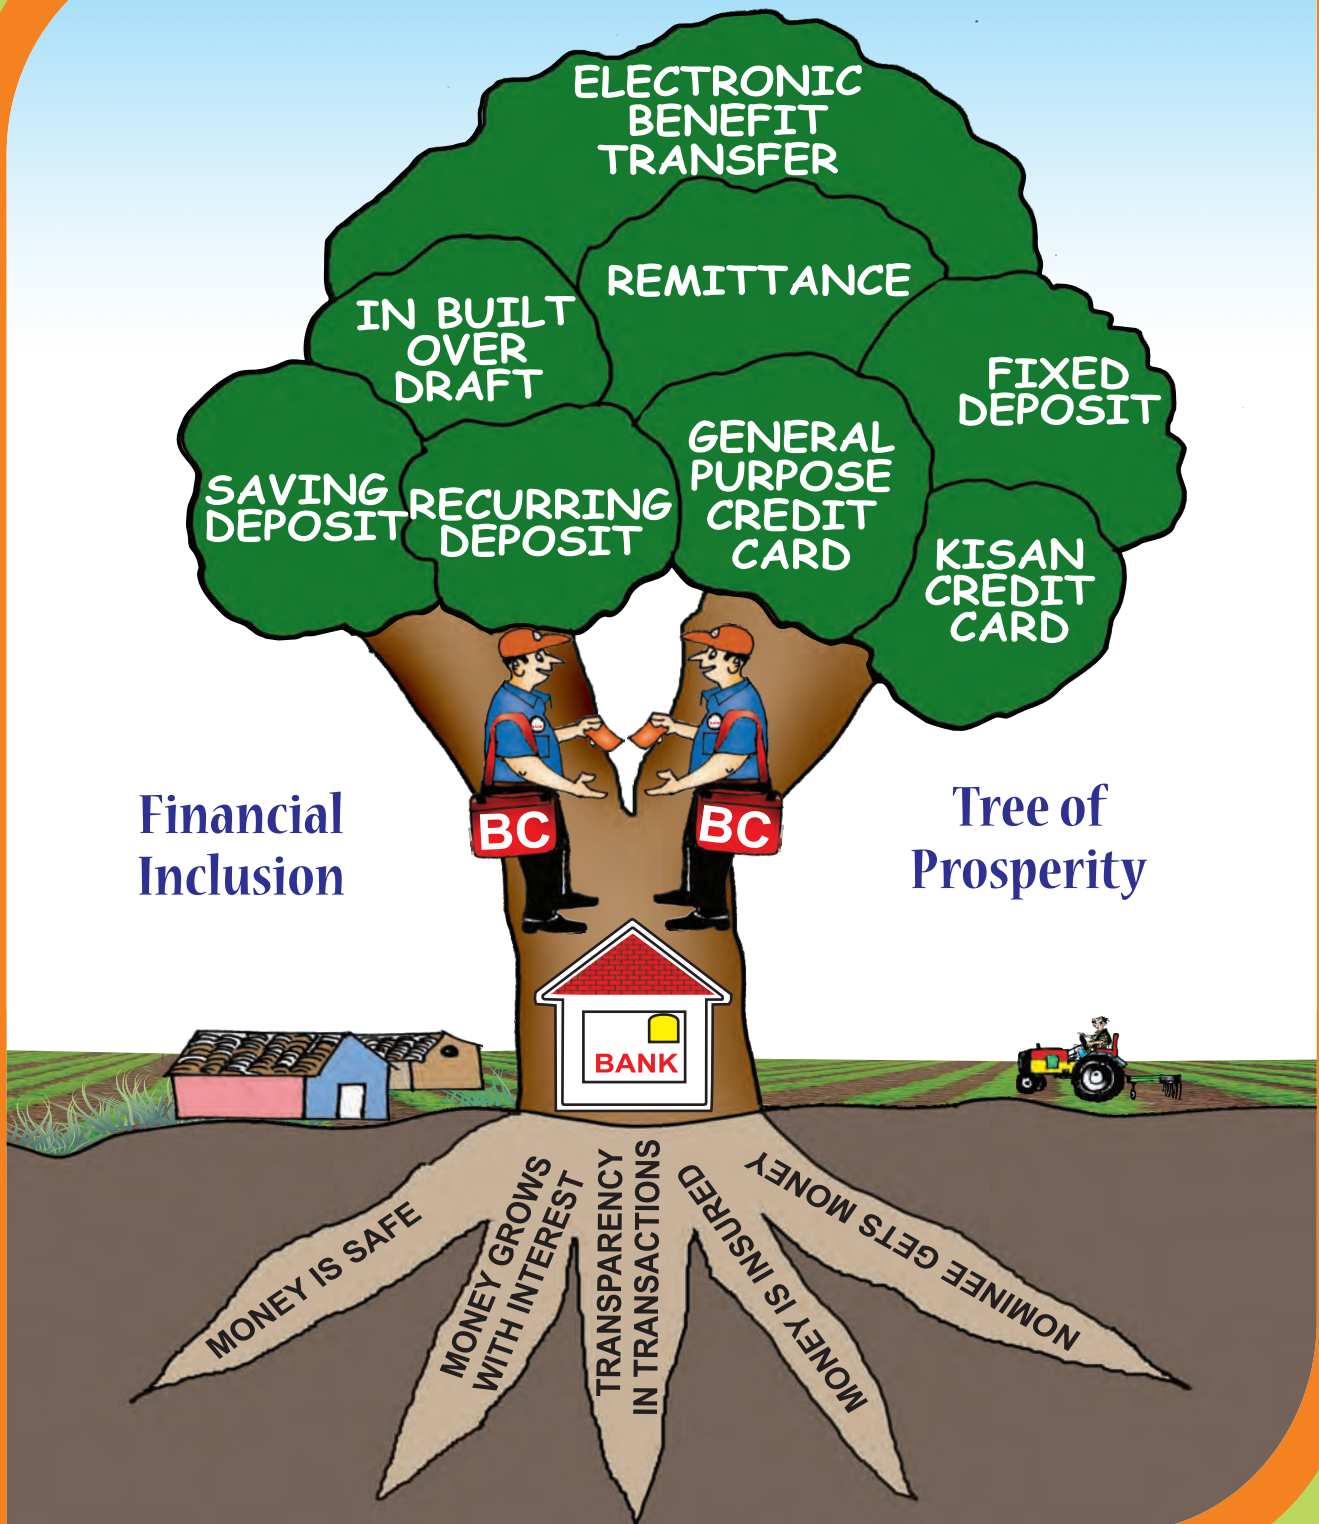 ELECTRONIC
BENEFIT
TRANSFER
REMITTANCE
IN BUILT
OVER
DRAFT
FIXED
DEPOSIT
GENERAL
PURPOSE
CREDIT
CARD
SAVING
DEPOSIT
RECURRING
DEPOSIT
KISAN
CREDIT
CARD
BANK
BANK
BC
BC
Financial
Inclusion
Tree of
Prosperity
BANK
MONEY IS SAFE
MONEY GROWS
WITH INTEREST
TRANSPARENCY
IN TRANSACTIONS
MONEY IS INSURED
NOMINEE GETS MONEY